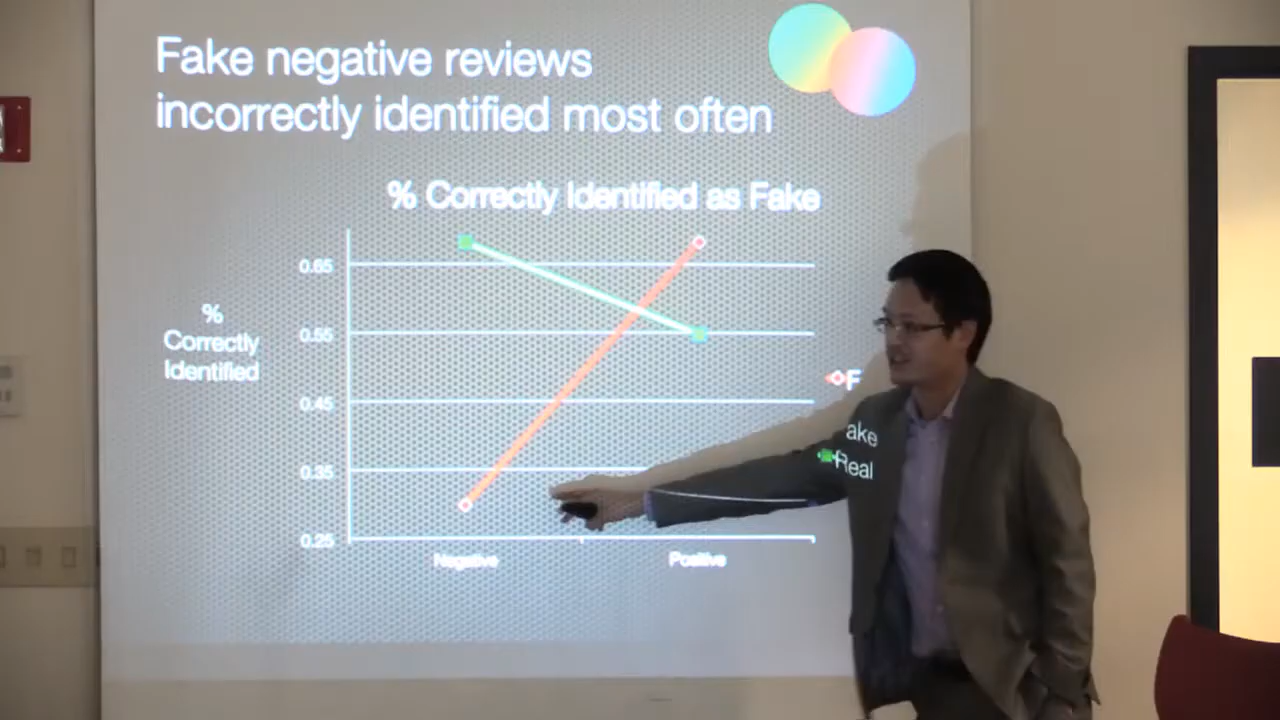 Fake negative reviews
incorrectly identified most often
% Correctly Identified as Fake
%
Correctly
Identified
0.65
0.55
0.45
0.35
0.25
Negative
Positive
F
ake
Real